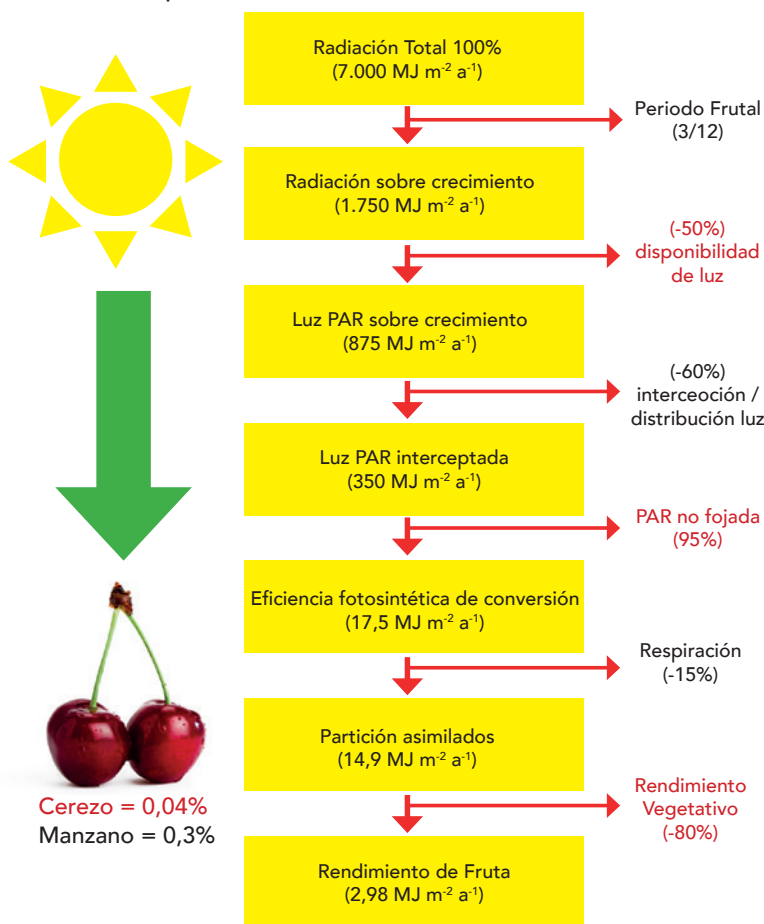 Radiación Total 100%
(7.000 MJ m⁻² a⁻¹)
Periodo Frutal
(3/12)
Radiación sobre crecimiento
(1.750 MJ m⁻² a⁻¹)
(-50%)
disponibilidad
de luz
Luz PAR sobre crecimiento
(875 MJ m⁻² a⁻¹)
(-60%)
interceoción /
distribución luz
Luz PAR interceptada
(350 MJ m⁻² a⁻¹)
PAR no fojada
(95%)
Eficiencia fotosintética de conversión
(17,5 MJ m⁻² a⁻¹)
Respiración
(-15%)
Partición asimilados
(14,9 MJ m⁻² a⁻¹)
Rendimiento
Vegetativo
(-80%)
Cerezo = 0,04%
Manzano = 0,3%
Rendimiento de Fruta
(2,98 MJ m⁻² a⁻¹)